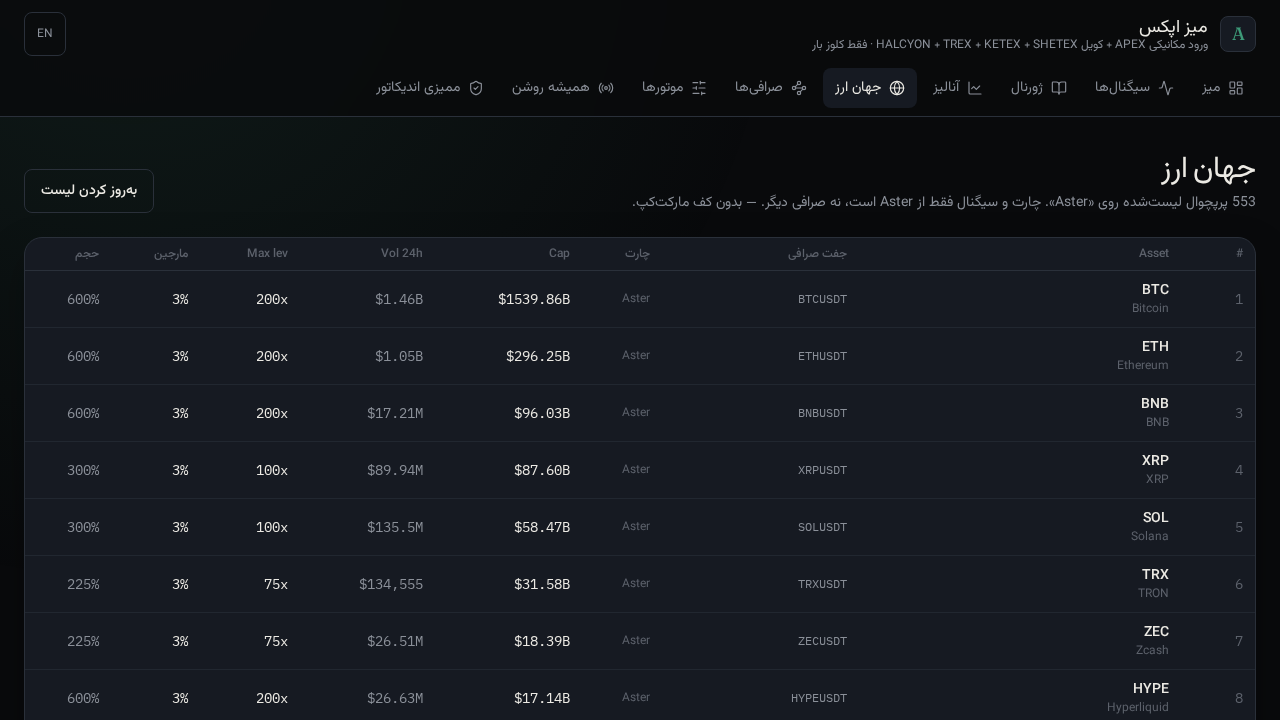 A
میز اپکس
ورود مکانیکی APEX + کویل HALCYON + TREX + KETEX + SHETEX · فقط کلوز بار
EN
میز
سیگنال‌ها
ژورنال
آنالیز
جهان ارز
صرافی‌ها
موتورها
همیشه روشن
ممیزی اندیکاتور
جهان ارز
553 پرپچوال لیست‌شده روی «Aster». چارت و سیگنال فقط از Aster است، نه صرافی دیگر. — بدون کف مارکت‌کپ.
به‌روز کردن لیست
# Asset جفت صرافی چارت Cap Vol 24h Max lev مارجین حجم
1 BTC BTCUSDT Aster $1539.86B $1.46B 200x 3% 600%
Bitcoin
2 ETH ETHUSDT Aster $296.25B $1.05B 200x 3% 600%
Ethereum
3 BNB BNBUSDT Aster $96.03B $17.21M 200x 3% 600%
BNB
4 XRP XRPUSDT Aster $87.60B $89.94M 100x 3% 300%
XRP
5 SOL SOLUSDT Aster $58.47B $135.5M 100x 3% 300%
Solana
6 TRX TRXUSDT Aster $31.58B $134,555 75x 3% 225%
TRON
7 ZEC ZECUSDT Aster $18.39B $26.51M 75x 3% 225%
Zcash
8 HYPE HYPEUSDT Aster $17.14B $26.63M 200x 3% 600%
Hyperliquid